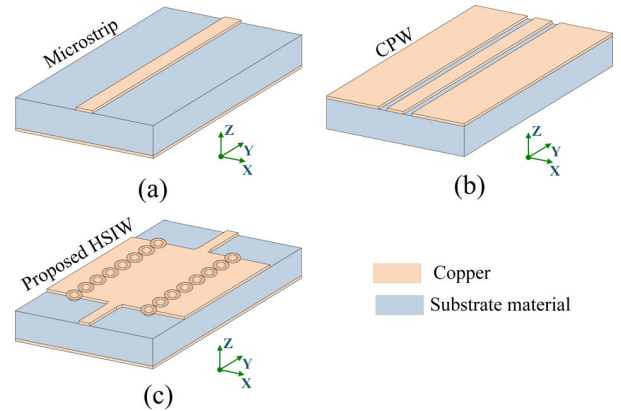 Microstrip
Z
Y
X
(a)
CPW
Z
Y
X
(b)
Proposed HSIW
Z
Y
X
(c)
Copper
Substrate material